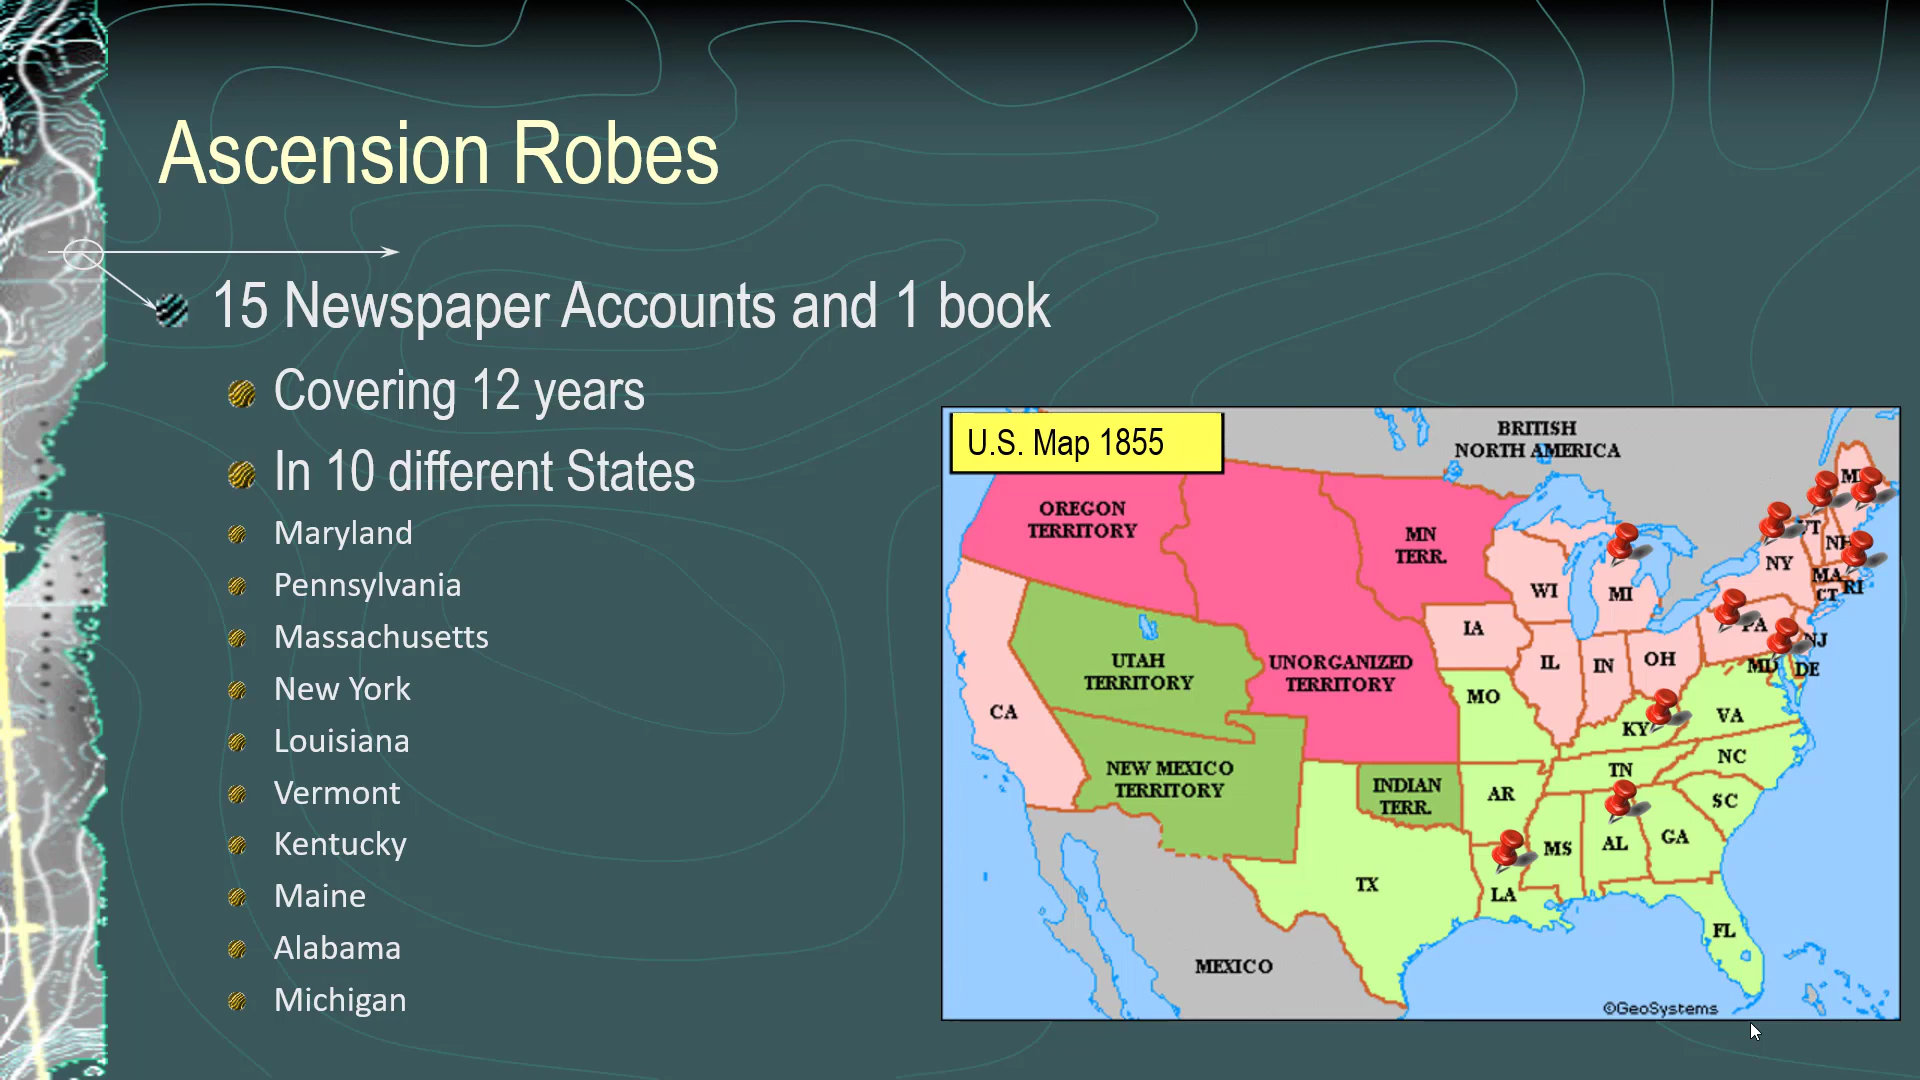 Ascension Robes
15 Newspaper Accounts and 1 book
Covering 12 years
In 10 different States
Maryland
Pennsylvania
Massachusetts
New York
Louisiana
Vermont
Kentucky
Maine
Alabama
Michigan
U.S. Map 1855
BRITISH
NORTH AMERICA
OREGON
TERRITORY
MN
TERR.
WI
MI
NY
VT
MA
CT
RI
IA
IL
IN
OH
PA
NJ
MD
DE
UTAH
TERRITORY
UNORGANIZED
TERRITORY
MO
CA
KY
VA
NEW MEXICO
TERRITORY
INDIAN
TERR.
AR
TN
NC
SC
MS
AL
GA
TX
LA
FL
MEXICO
©GeoSystems